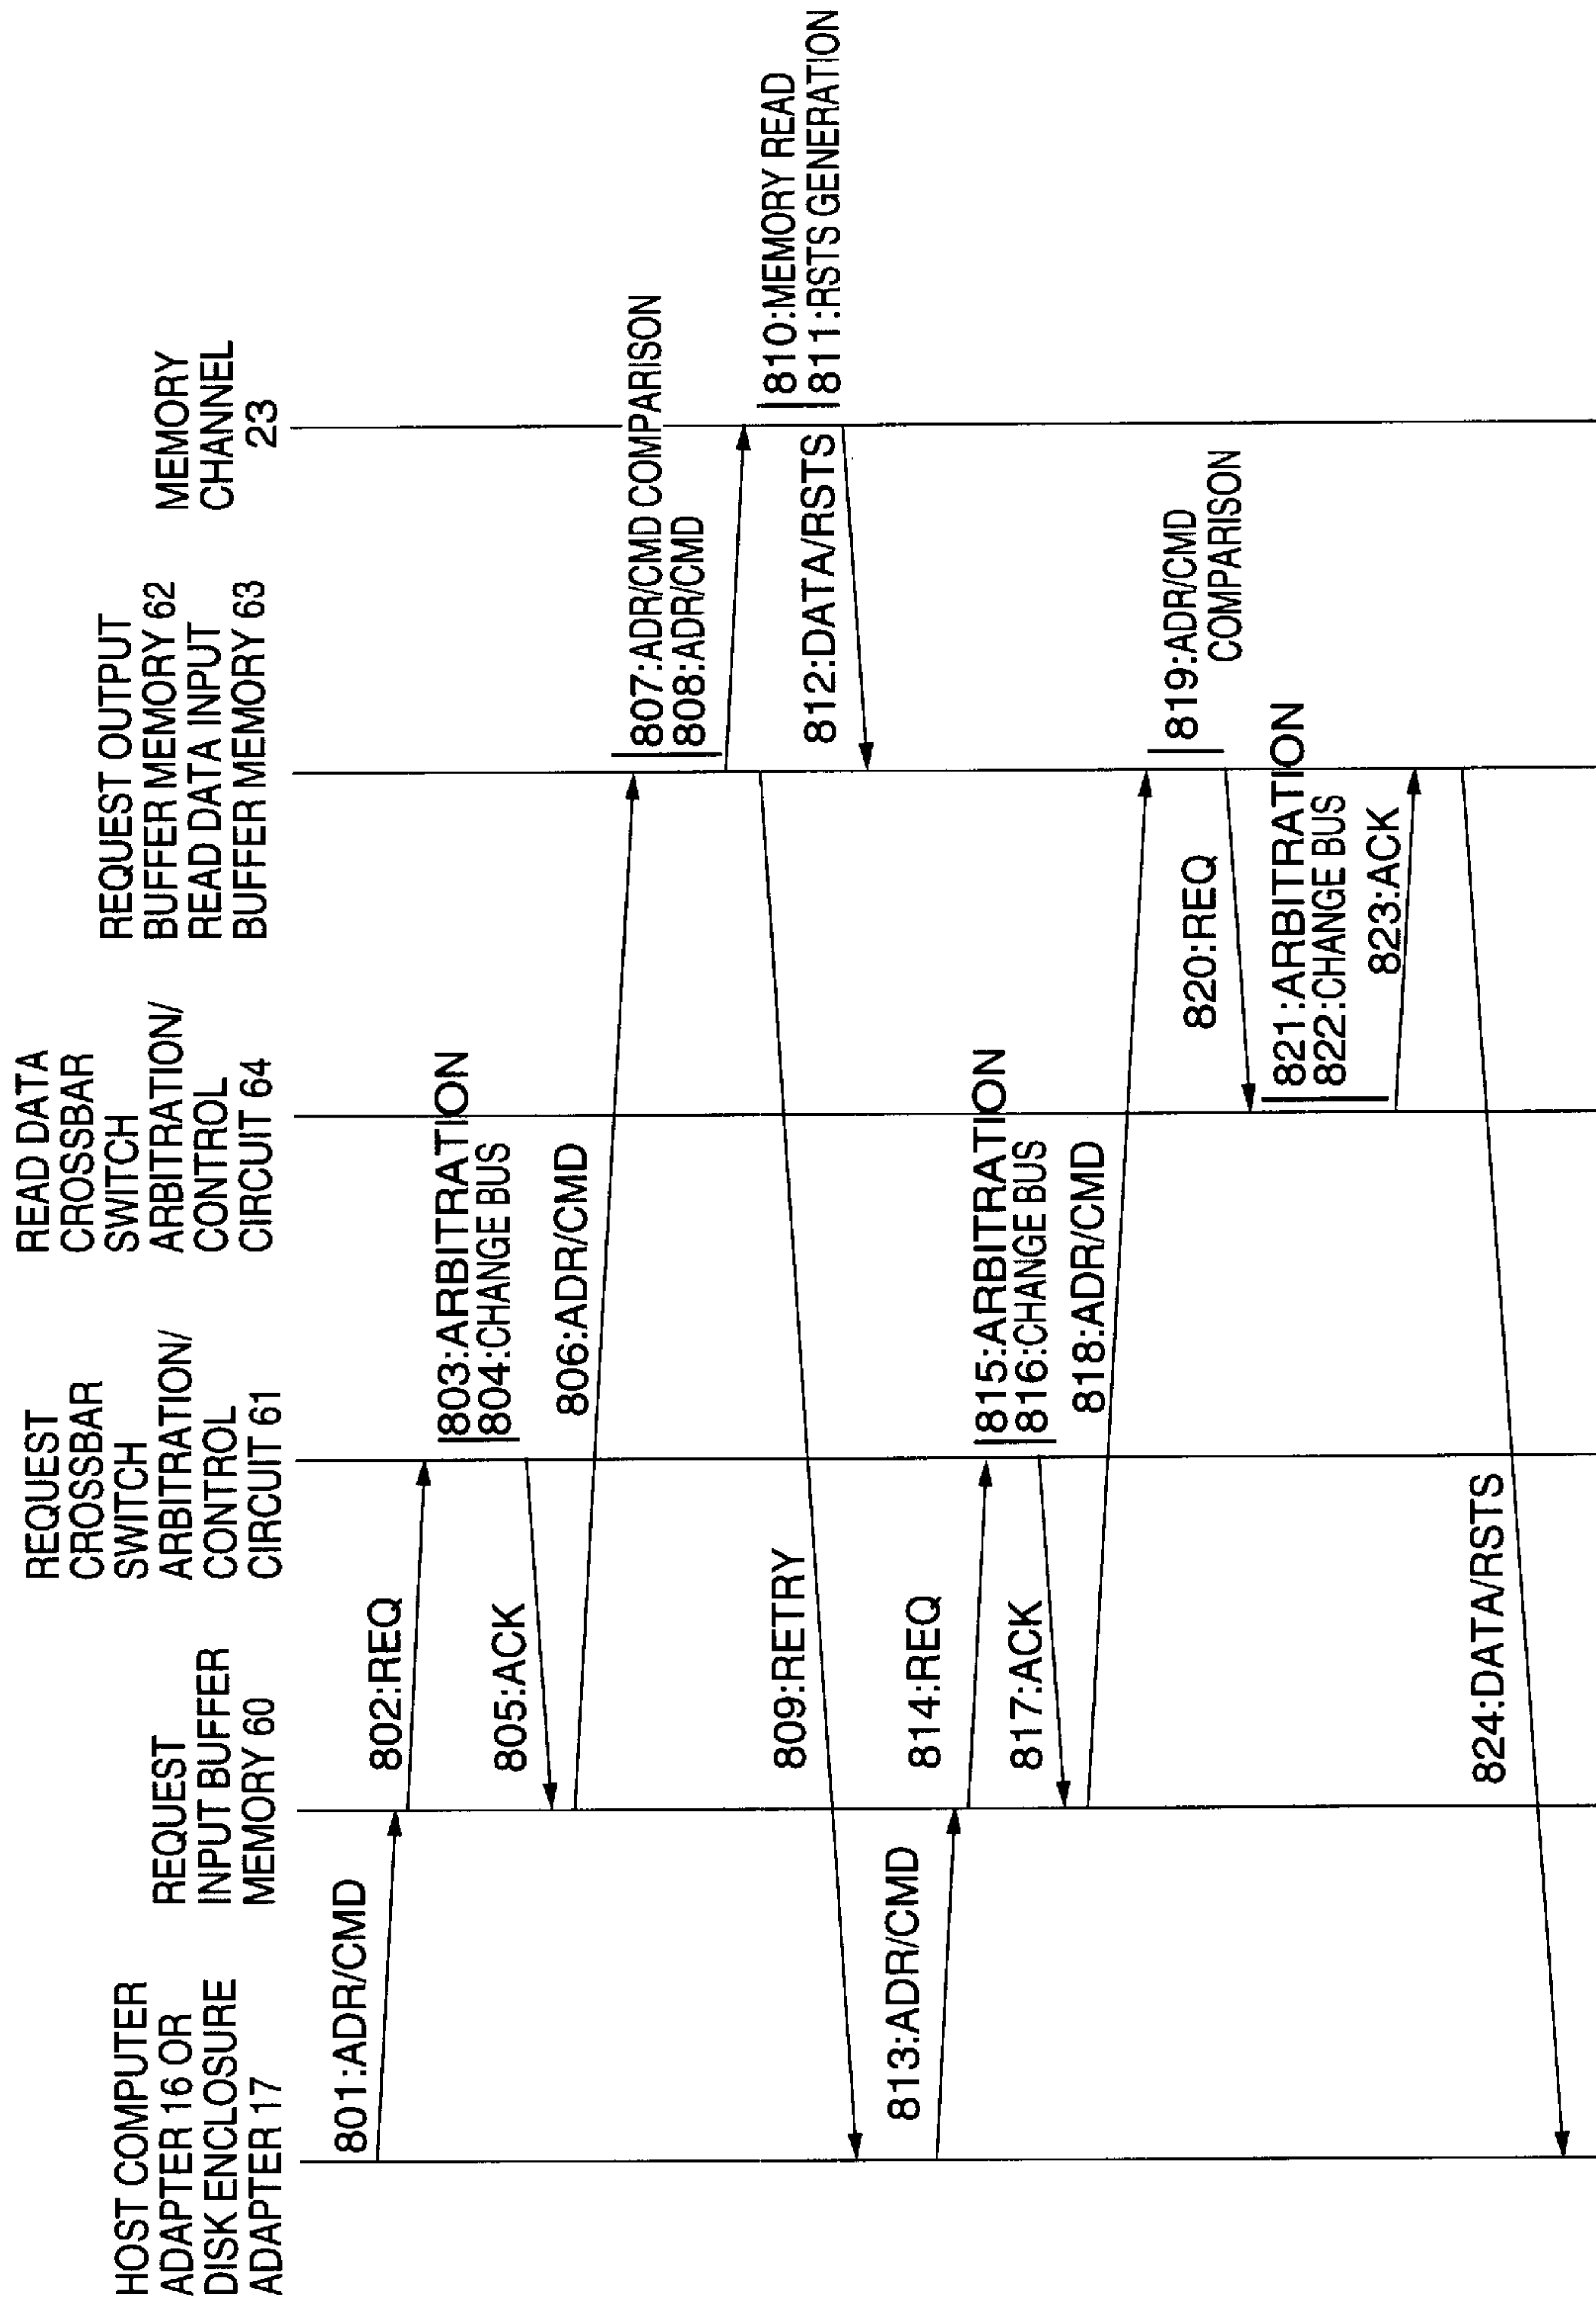 HOST COMPUTER
ADAPTER 16 OR
DISK ENCLOSURE
ADAPTER 17
REQUEST
INPUT BUFFER
MEMORY 60
REQUEST
CROSSBAR
SWITCH
ARBITRATION/
CONTROL
CIRCUIT 61
READ DATA
CROSSBAR
SWITCH
ARBITRATION/
CONTROL
CIRCUIT 64
REQUEST OUTPUT
BUFFER MEMORY 62
READ DATA INPUT
BUFFER MEMORY 63
MEMORY
CHANNEL
23
801:ADR/CMD
802:REQ
803:ARBITRATION
804:CHANGE BUS
805:ACK
806:ADR/CMD
807:ADR/CMD COMPARISON
808:ADR/CMD
809:RETRY
810:MEMORY READ
811:RSTS GENERATION
812:DATA/RSTS
813:ADR/CMD
814:REQ
815:ARBITRATION
816:CHANGE BUS
817:ACK
818:ADR/CMD
819:ADR/CMD
COMPARISON
820:REQ
821:ARBITRATION
822:CHANGE BUS
823:ACK
824:DATA/RSTS